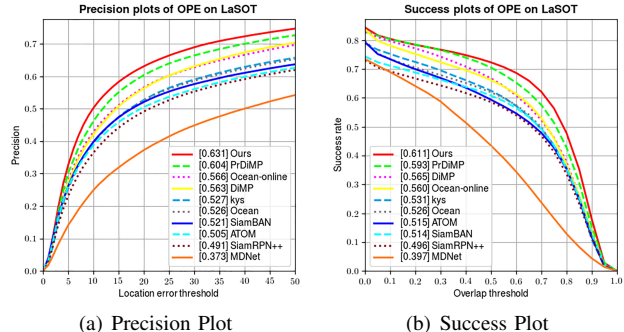 Precision plots of OPE on LaSOT
Precision
0.7
0.6
0.5
0.4
0.3
0.2
0.1
0.0
[0.631] Ours
[0.604] PrDiMP
[0.566] Ocean-online
[0.563] DiMP
[0.527] kys
[0.526] Ocean
[0.521] SiamBAN
[0.505] ATOM
[0.491] SiamRPN++
[0.373] MDNet
0 5 10 15 20 25 30 35 40 45 50
Location error threshold
(a) Precision Plot
Success plots of OPE on LaSOT
Success rate
0.8
0.7
0.6
0.5
0.4
0.3
0.2
0.1
0.0
[0.611] Ours
[0.593] PrDiMP
[0.565] DiMP
[0.560] Ocean-online
[0.531] kys
[0.526] Ocean
[0.515] ATOM
[0.514] SiamBAN
[0.496] SiamRPN++
[0.397] MDNet
0.0 0.1 0.2 0.3 0.4 0.5 0.6 0.7 0.8 0.9 1.0
Overlap threshold
(b) Success Plot